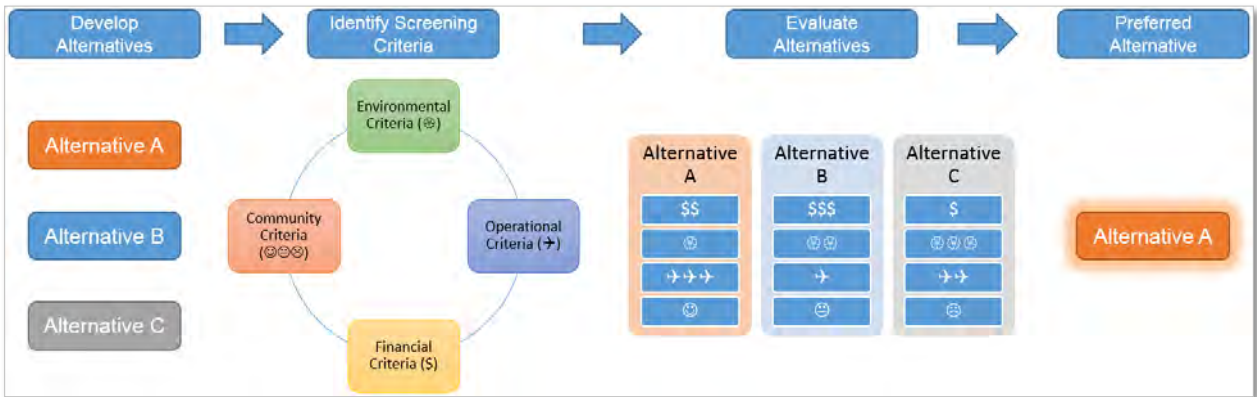 Develop
Alternatives
Identify Screening
Criteria
Evaluate
Alternatives
Preferred
Alternative
Alternative A
Alternative B
Alternative C
Environmental
Criteria (🏵)
Community
Criteria
(☺😐☹)
Operational
Criteria (✈)
Financial
Criteria ($)
Alternative
A
$$
🏵
✈✈✈
☺
Alternative
B
$$$
🏵🏵
✈
😐
Alternative
C
$
🏵🏵🏵
✈✈
☹
Alternative A